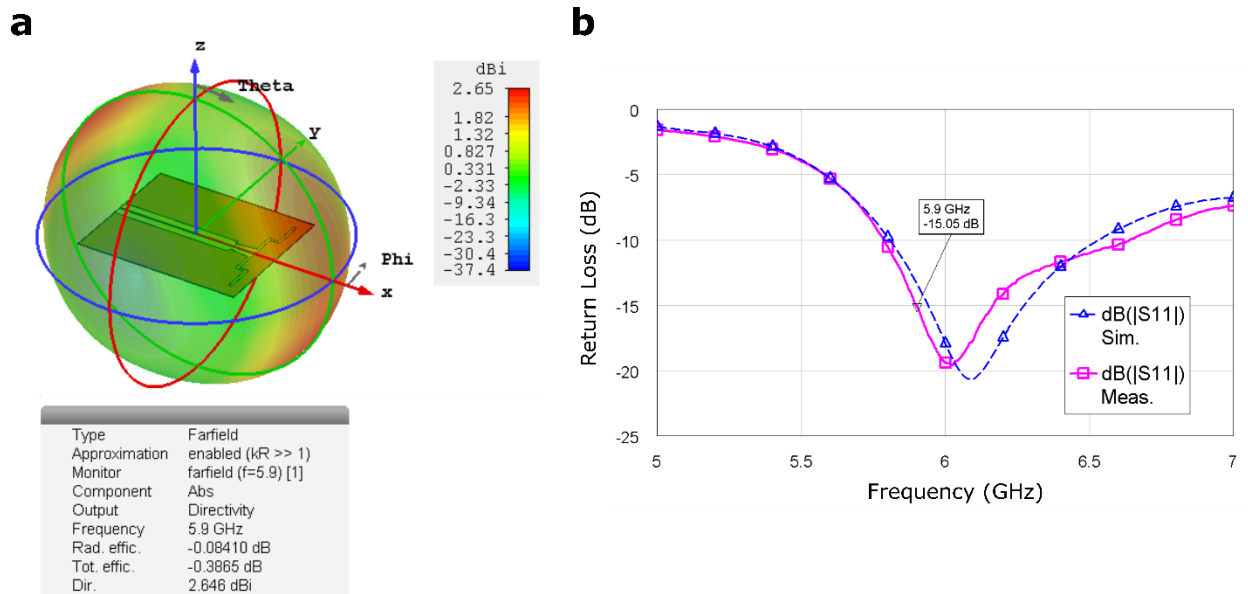 a
z
Theta
Y
Phi
x
dBi
2.65
1.82
1.32
0.827
0.331
-2.33
-9.34
-16.3
-23.3
-30.4
-37.4
Type Farfield
Approximation enabled (kR >> 1)
Monitor farfield (f=5.9) [1]
Component Abs
Output Directivity
Frequency 5.9 GHz
Rad. effic. -0.08410 dB
Tot. effic. -0.3865 dB
Dir. 2.646 dBi
b
Return Loss (dB)
0
-5
-10
-15
-20
-25
5.9 GHz
-15.05 dB
dB(|S11|)
Sim.
dB(|S11|)
Meas.
5 5.5 6 6.5 7
Frequency (GHz)